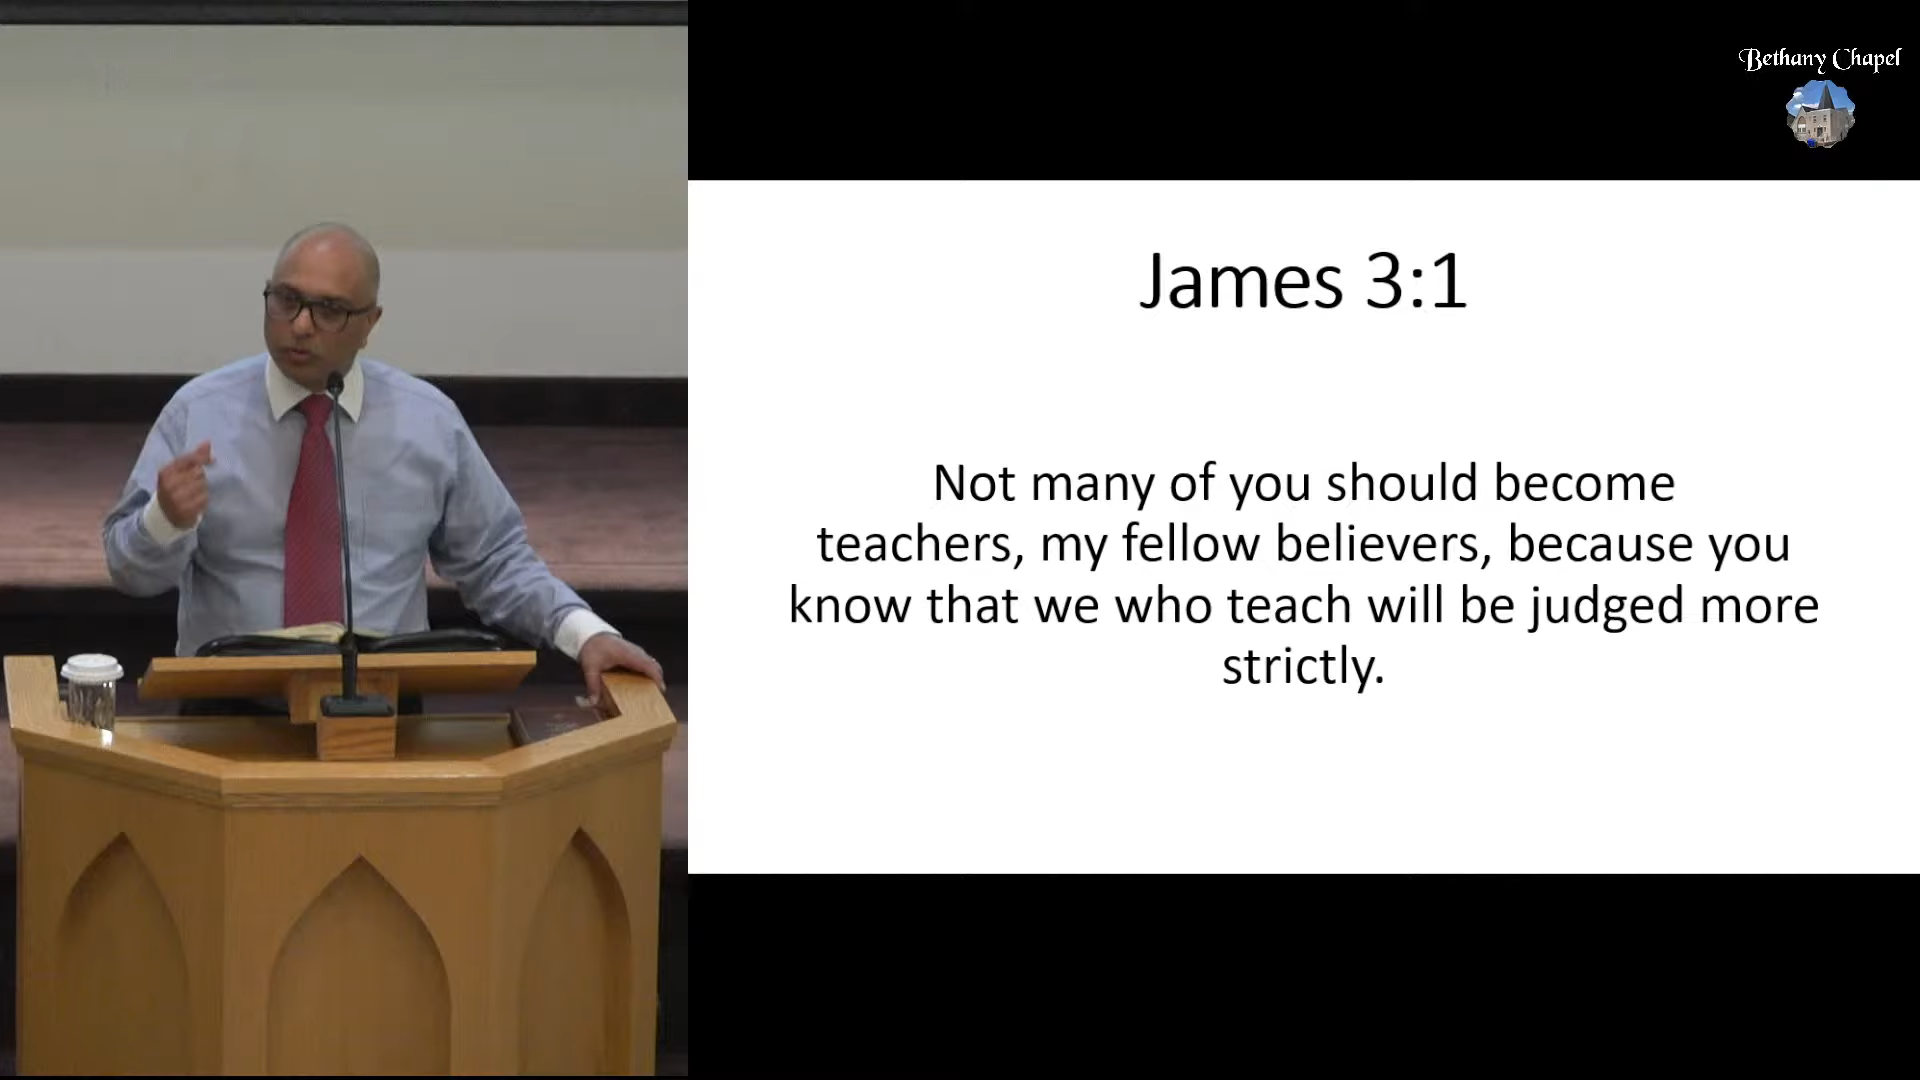 Bethany Chapel
James 3:1
Not many of you should become
teachers, my fellow believers, because you
know that we who teach will be judged more
strictly.